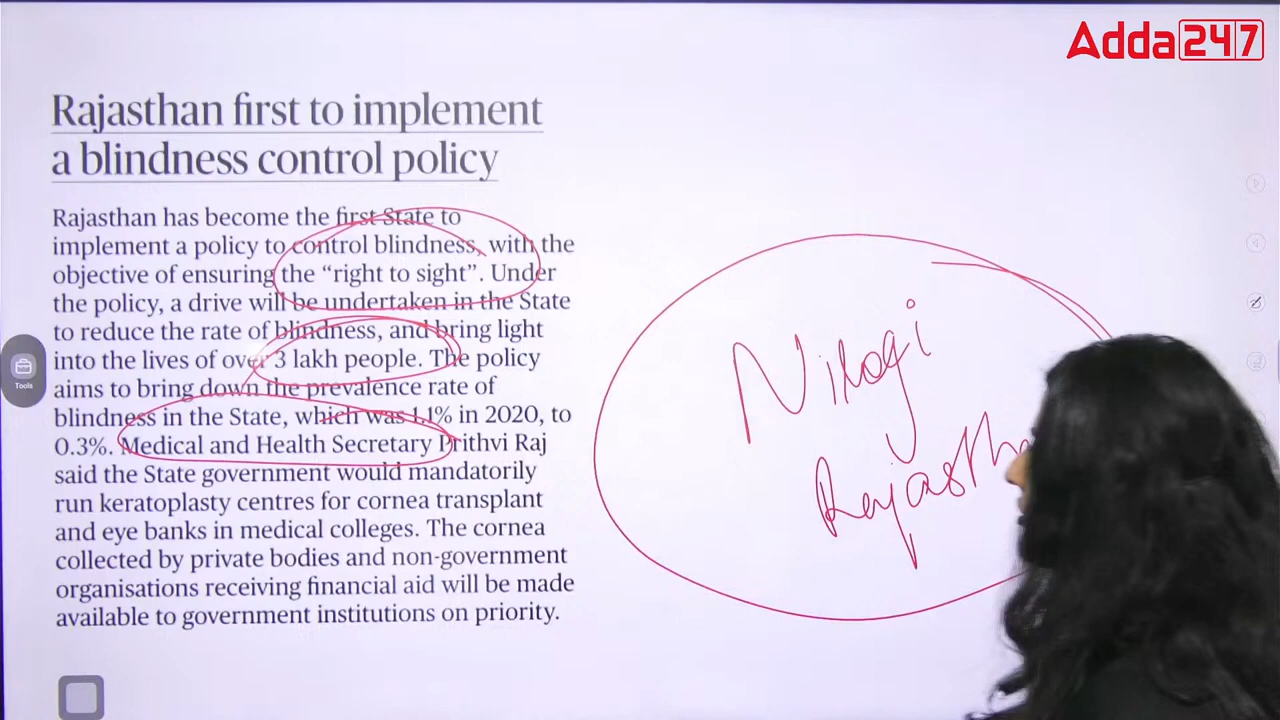 Adda247
Rajasthan first to implement
a blindness control policy
Rajasthan has become the first State to
implement a policy to control blindness, with the
objective of ensuring the “right to sight”. Under
the policy, a drive will be undertaken in the State
to reduce the rate of blindness, and bring light
into the lives of over 3 lakh people. The policy
aims to bring down the prevalence rate of
blindness in the State, which was 1.1% in 2020, to
0.3%. Medical and Health Secretary Prithvi Raj
said the State government would mandatorily
run keratoplasty centres for cornea transplant
and eye banks in medical colleges. The cornea
collected by private bodies and non-government
organisations receiving financial aid will be made
available to government institutions on priority.
Nirogi
Rajasth
Tools